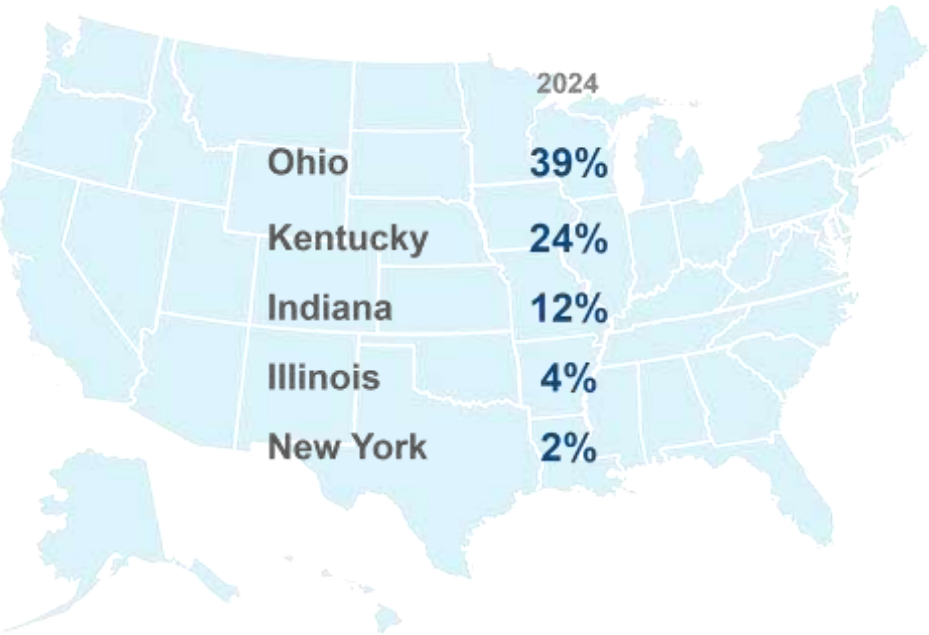 2024
Ohio 39%
Kentucky 24%
Indiana 12%
Illinois 4%
New York 2%